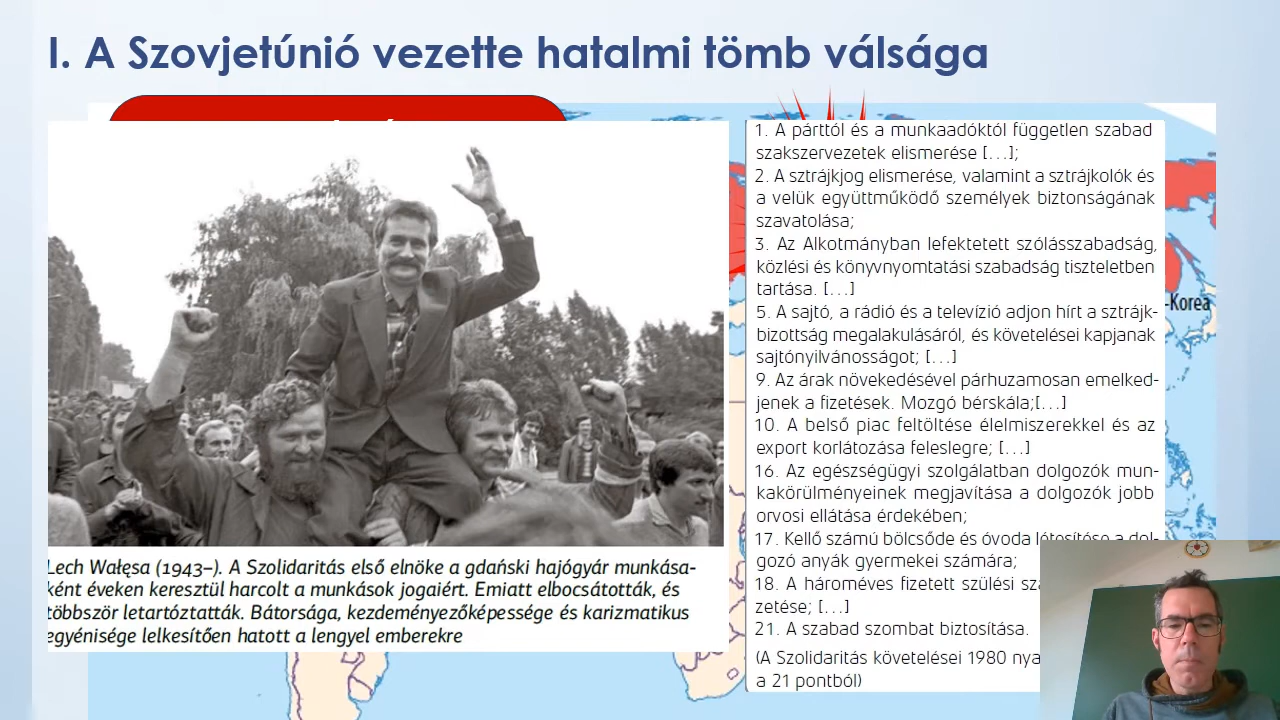 I. A Szovjetúnió vezette hatalmi tömb válsága
Lech Wałęsa (1943–). A Szolidaritás első elnöke a gdański hajógyár munkása-
ként éveken keresztül harcolt a munkások jogaiért. Emiatt elbocsátották, és
többször letartóztatták. Bátorsága, kezdeményezőképessége és karizmatikus
egyénisége lelkesítően hatott a lengyel emberekre
1. A párttól és a munkaadóktól független szabad
szakszervezetek elismerése [...];
2. A sztrájkjog elismerése, valamint a sztrájkolók és
a velük együttműködő személyek biztonságának
szavatolása;
3. Az Alkotmányban lefektetett szólásszabadság,
közlési és könyvnyomtatási szabadság tiszteletben
tartása. [...]
5. A sajtó, a rádió és a televízió adjon hírt a sztrájk-
bizottság megalakulásáról, és követelései kapjanak
sajtónyilvánosságot; [...]
9. Az árak növekedésével párhuzamosan emelked-
jenek a fizetések. Mozgó bérskála;[...]
10. A belső piac feltöltése élelmiszerekkel és az
export korlátozása feleslegre; [...]
16. Az egészségügyi szolgálatban dolgozók mun-
kakörülményeinek megjavítása a dolgozók jobb
orvosi ellátása érdekében;
17. Kellő számú bölcsőde és óvoda létesítése a dol-
gozó anyák gyermekei számára;
18. A hároméves fizetett szülési
zetése; [...]
21. A szabad szombat biztosítása.
(A Szolidaritás követelései 1980
a 21 pontból)
-Korea